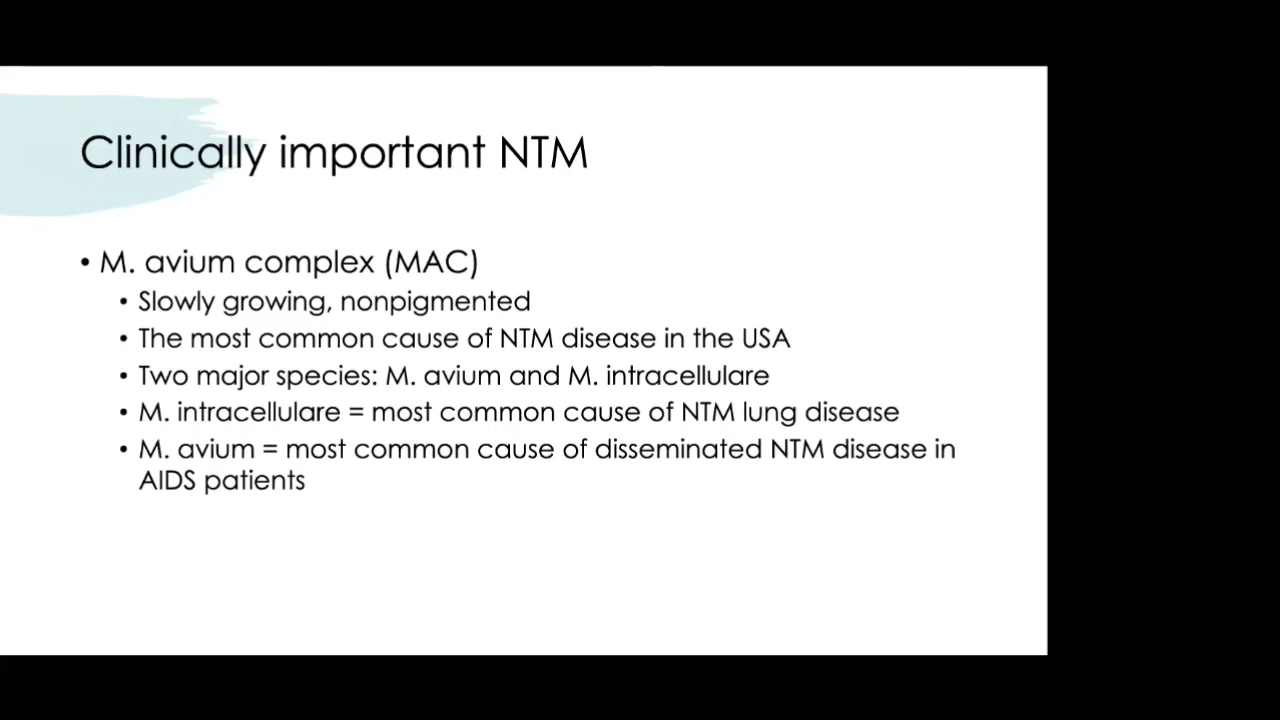 Clinically important NTM
• M. avium complex (MAC)
• Slowly growing, nonpigmented
• The most common cause of NTM disease in the USA
• Two major species: M. avium and M. intracellulare
• M. intracellulare = most common cause of NTM lung disease
• M. avium = most common cause of disseminated NTM disease in
AIDS patients